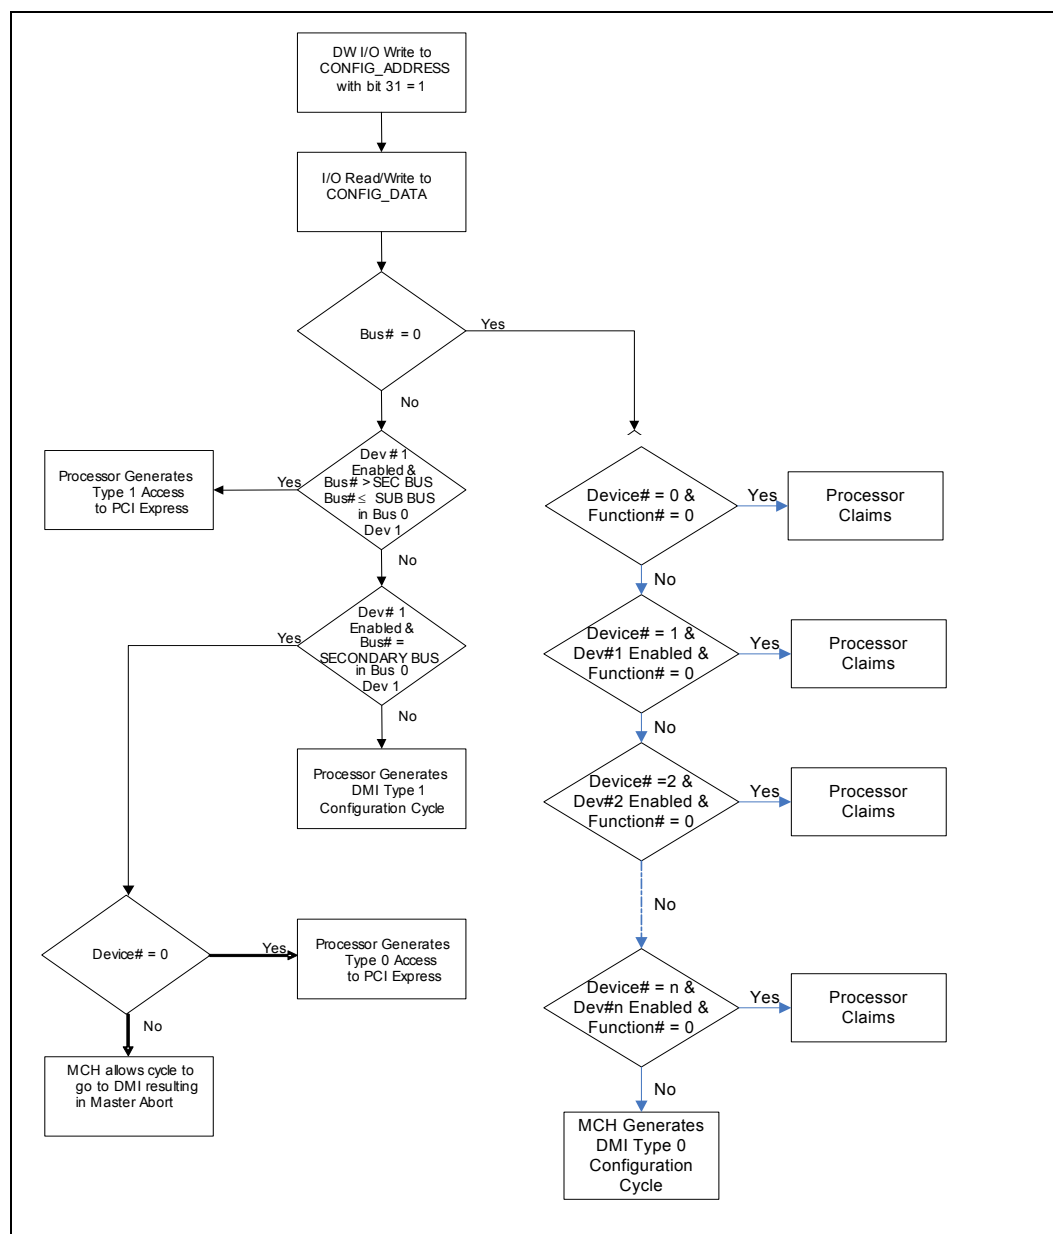 DW I/O Write to
CONFIG_ADDRESS
with bit 31 = 1
I/O Read/Write to
CONFIG_DATA
Bus# = 0
Yes
No
Dev # 1
Enabled &
Bus# > SEC BUS
Bus# ≤ SUB BUS
in Bus 0
Dev 1
Yes
Processor Generates
Type 1 Access
to PCI Express
No
Dev# 1
Enabled &
Bus# =
SECONDARY BUS
in Bus 0
Dev 1
Yes
No
Processor Generates
DMI Type 1
Configuration Cycle
Device# = 0
Yes
Processor Generates
Type 0 Access
to PCI Express
No
MCH allows cycle to
go to DMI resulting
in Master Abort
Device# = 0 &
Function# = 0
Yes
Processor
Claims
No
Device# = 1 &
Dev#1 Enabled &
Function# = 0
Yes
Processor
Claims
No
Device# =2 &
Dev#2 Enabled &
Function# = 0
Yes
Processor
Claims
No
Device# = n &
Dev#n Enabled &
Function# = 0
Yes
Processor
Claims
No
MCH Generates
DMI Type 0
Configuration
Cycle